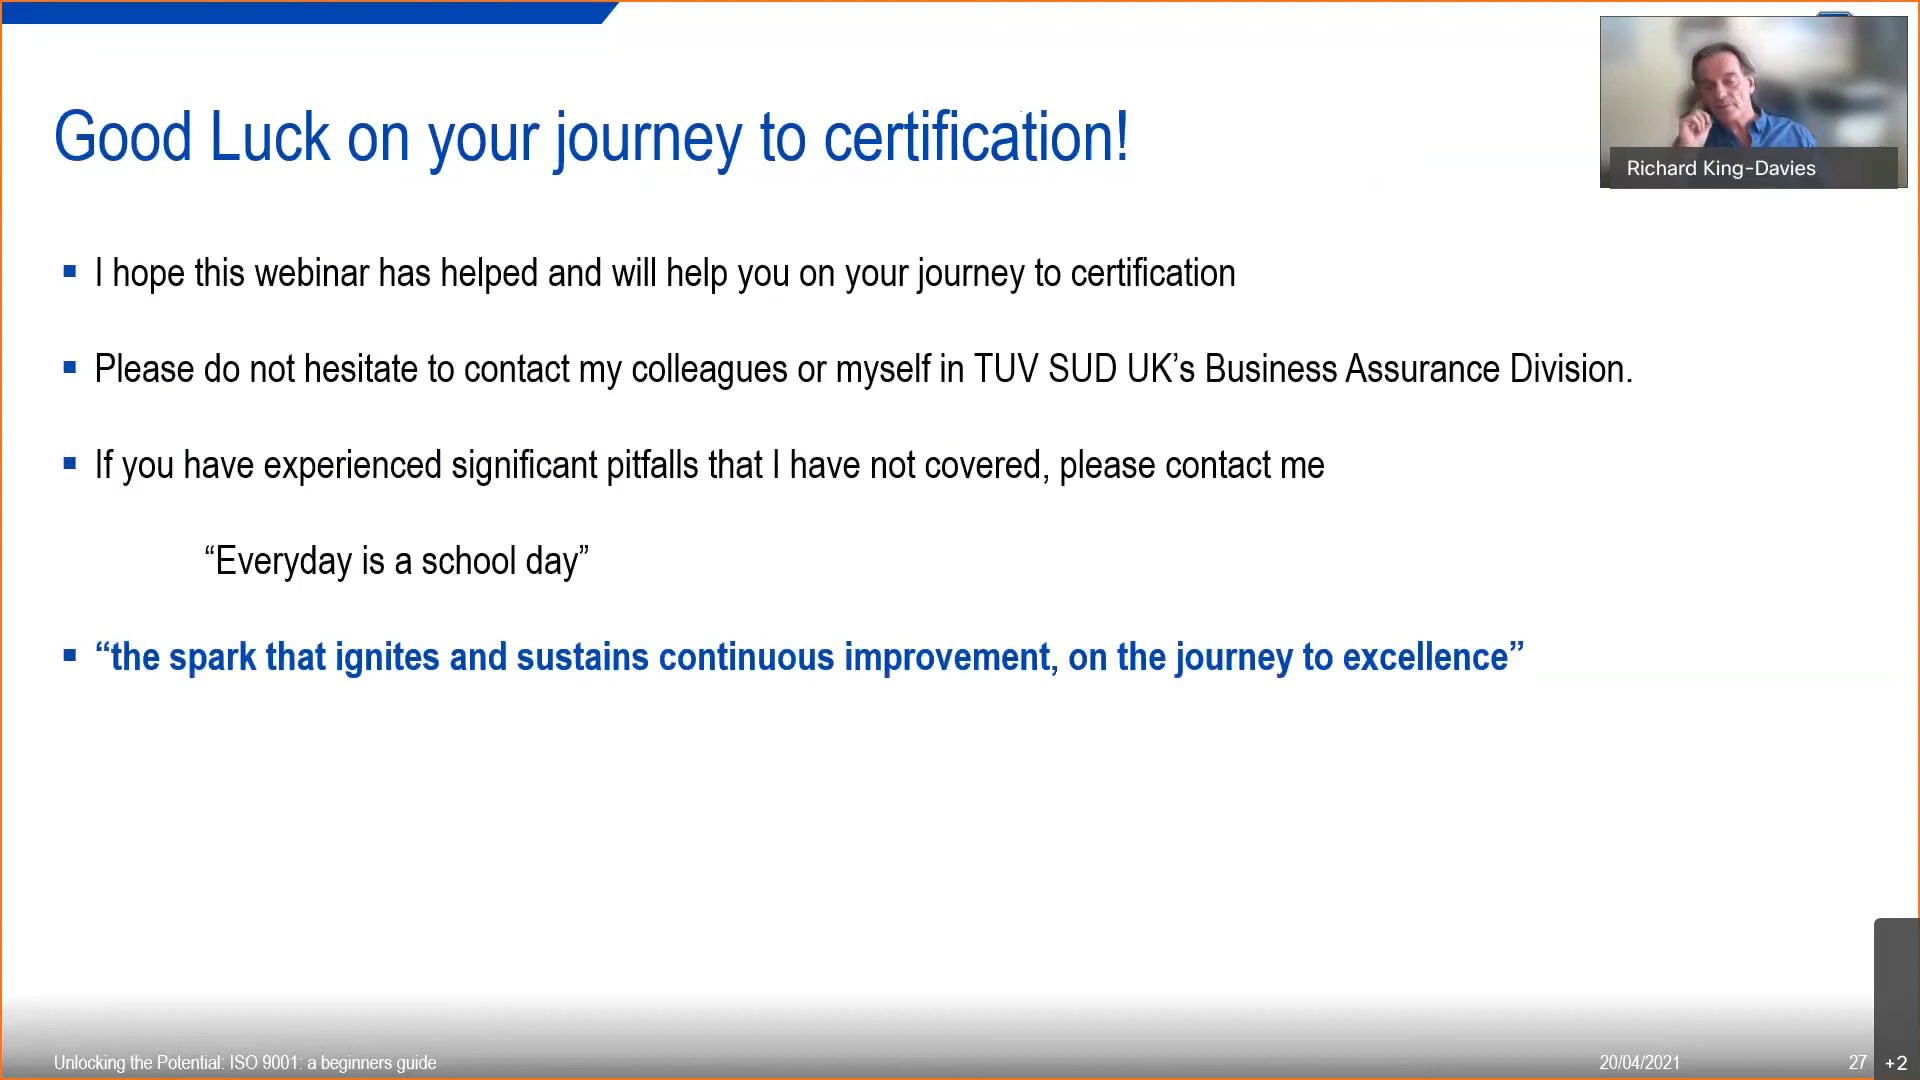 Good Luck on your journey to certification!
Richard King-Davies
▪ I hope this webinar has helped and will help you on your journey to certification
▪ Please do not hesitate to contact my colleagues or myself in TUV SUD UK’s Business Assurance Division.
▪ If you have experienced significant pitfalls that I have not covered, please contact me
“Everyday is a school day”
▪ “the spark that ignites and sustains continuous improvement, on the journey to excellence”
Unlocking the Potential: ISO 9001: a beginners guide
20/04/2021
27
+2